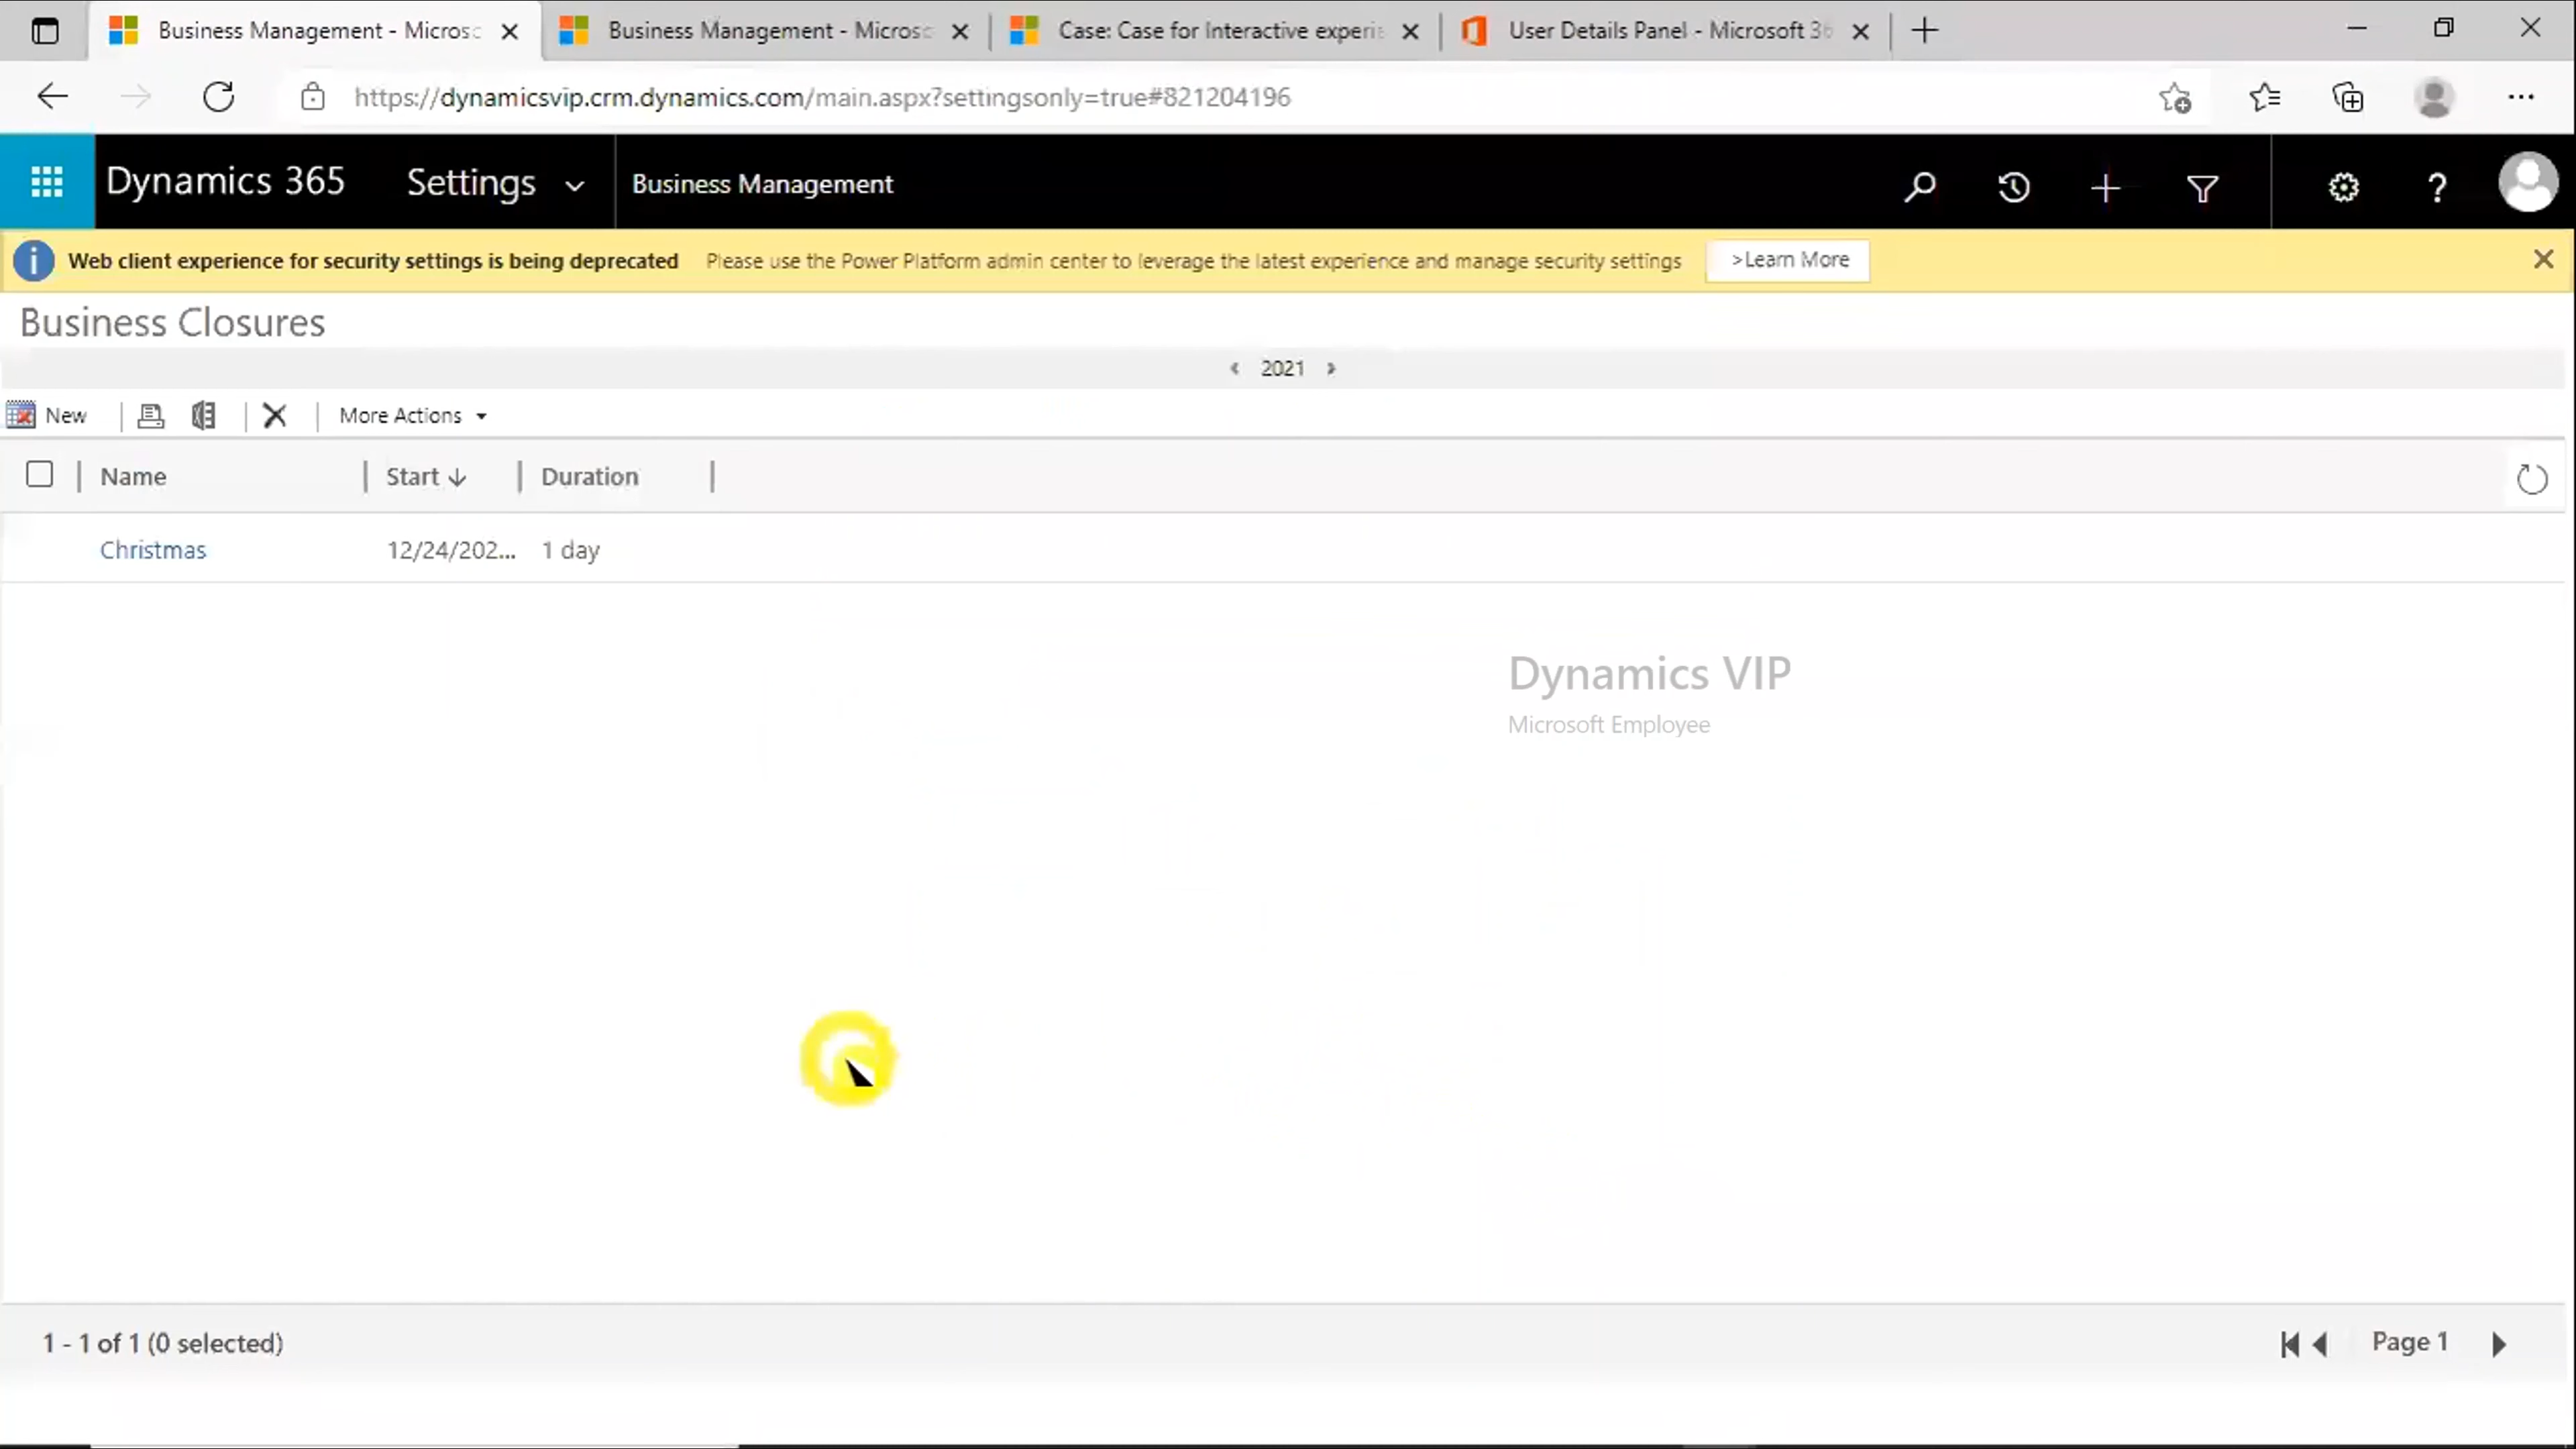 Business Management - Microsc
Business Management - Microsc
Case: Case for Interactive experie
User Details Panel - Microsoft 36
https://dynamicsvip.crm.dynamics.com/main.aspx?settingsonly=true#821204196
Dynamics 365
Settings
Business Management
Web client experience for security settings is being deprecated Please use the Power Platform admin center to leverage the latest experience and manage security settings >Learn More
Business Closures
2021
New
More Actions
Name Start Duration
Christmas 12/24/202... 1 day
Dynamics VIP
Microsoft Employee
1 - 1 of 1 (0 selected)
Page 1